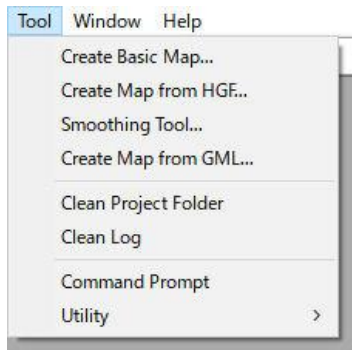 Tool Window Help
Create Basic Map...
Create Map from HGF...
Smoothing Tool...
Create Map from GML...
Clean Project Folder
Clean Log
Command Prompt
Utility